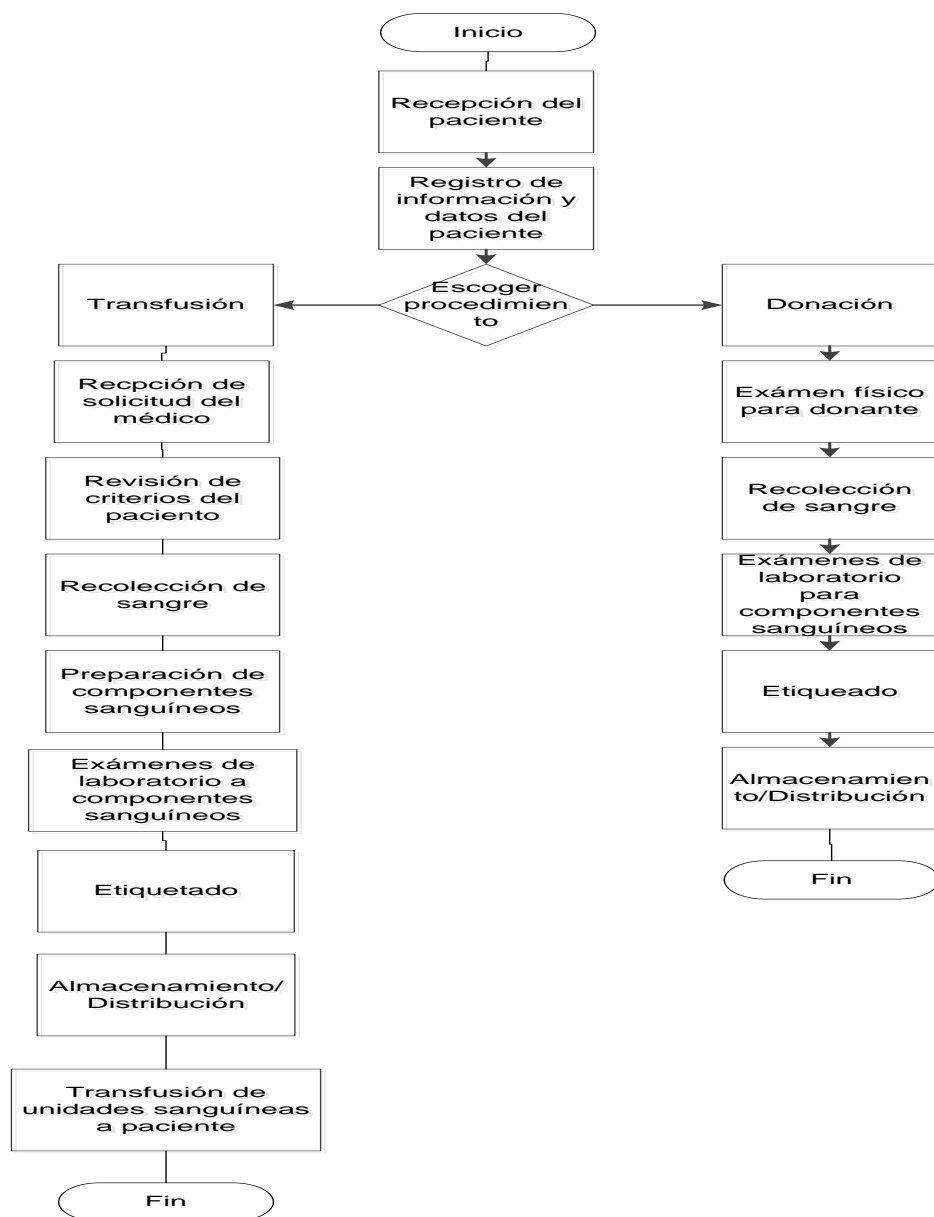 Inicio
Recepción del
paciente
Registro de
información y
datos del
paciente
Escoger
procedimien
to
Transfusión
Recpción de
solicitud del
médico
Revisión de
criterios del
paciento
Recolección de
sangre
Preparación de
componentes
sanguíneos
Exámenes de
laboratorio a
componentes
sanguíneos
Etiquetado
Almacenamiento/
Distribución
Transfusión de
unidades sanguíneas
a paciente
Fin
Donación
Exámen físico
para donante
Recolección
de sangre
Exámenes de
laboratorio
para
componentes
sanguíneos
Etiqueado
Almacenamien
to/Distribución
Fin